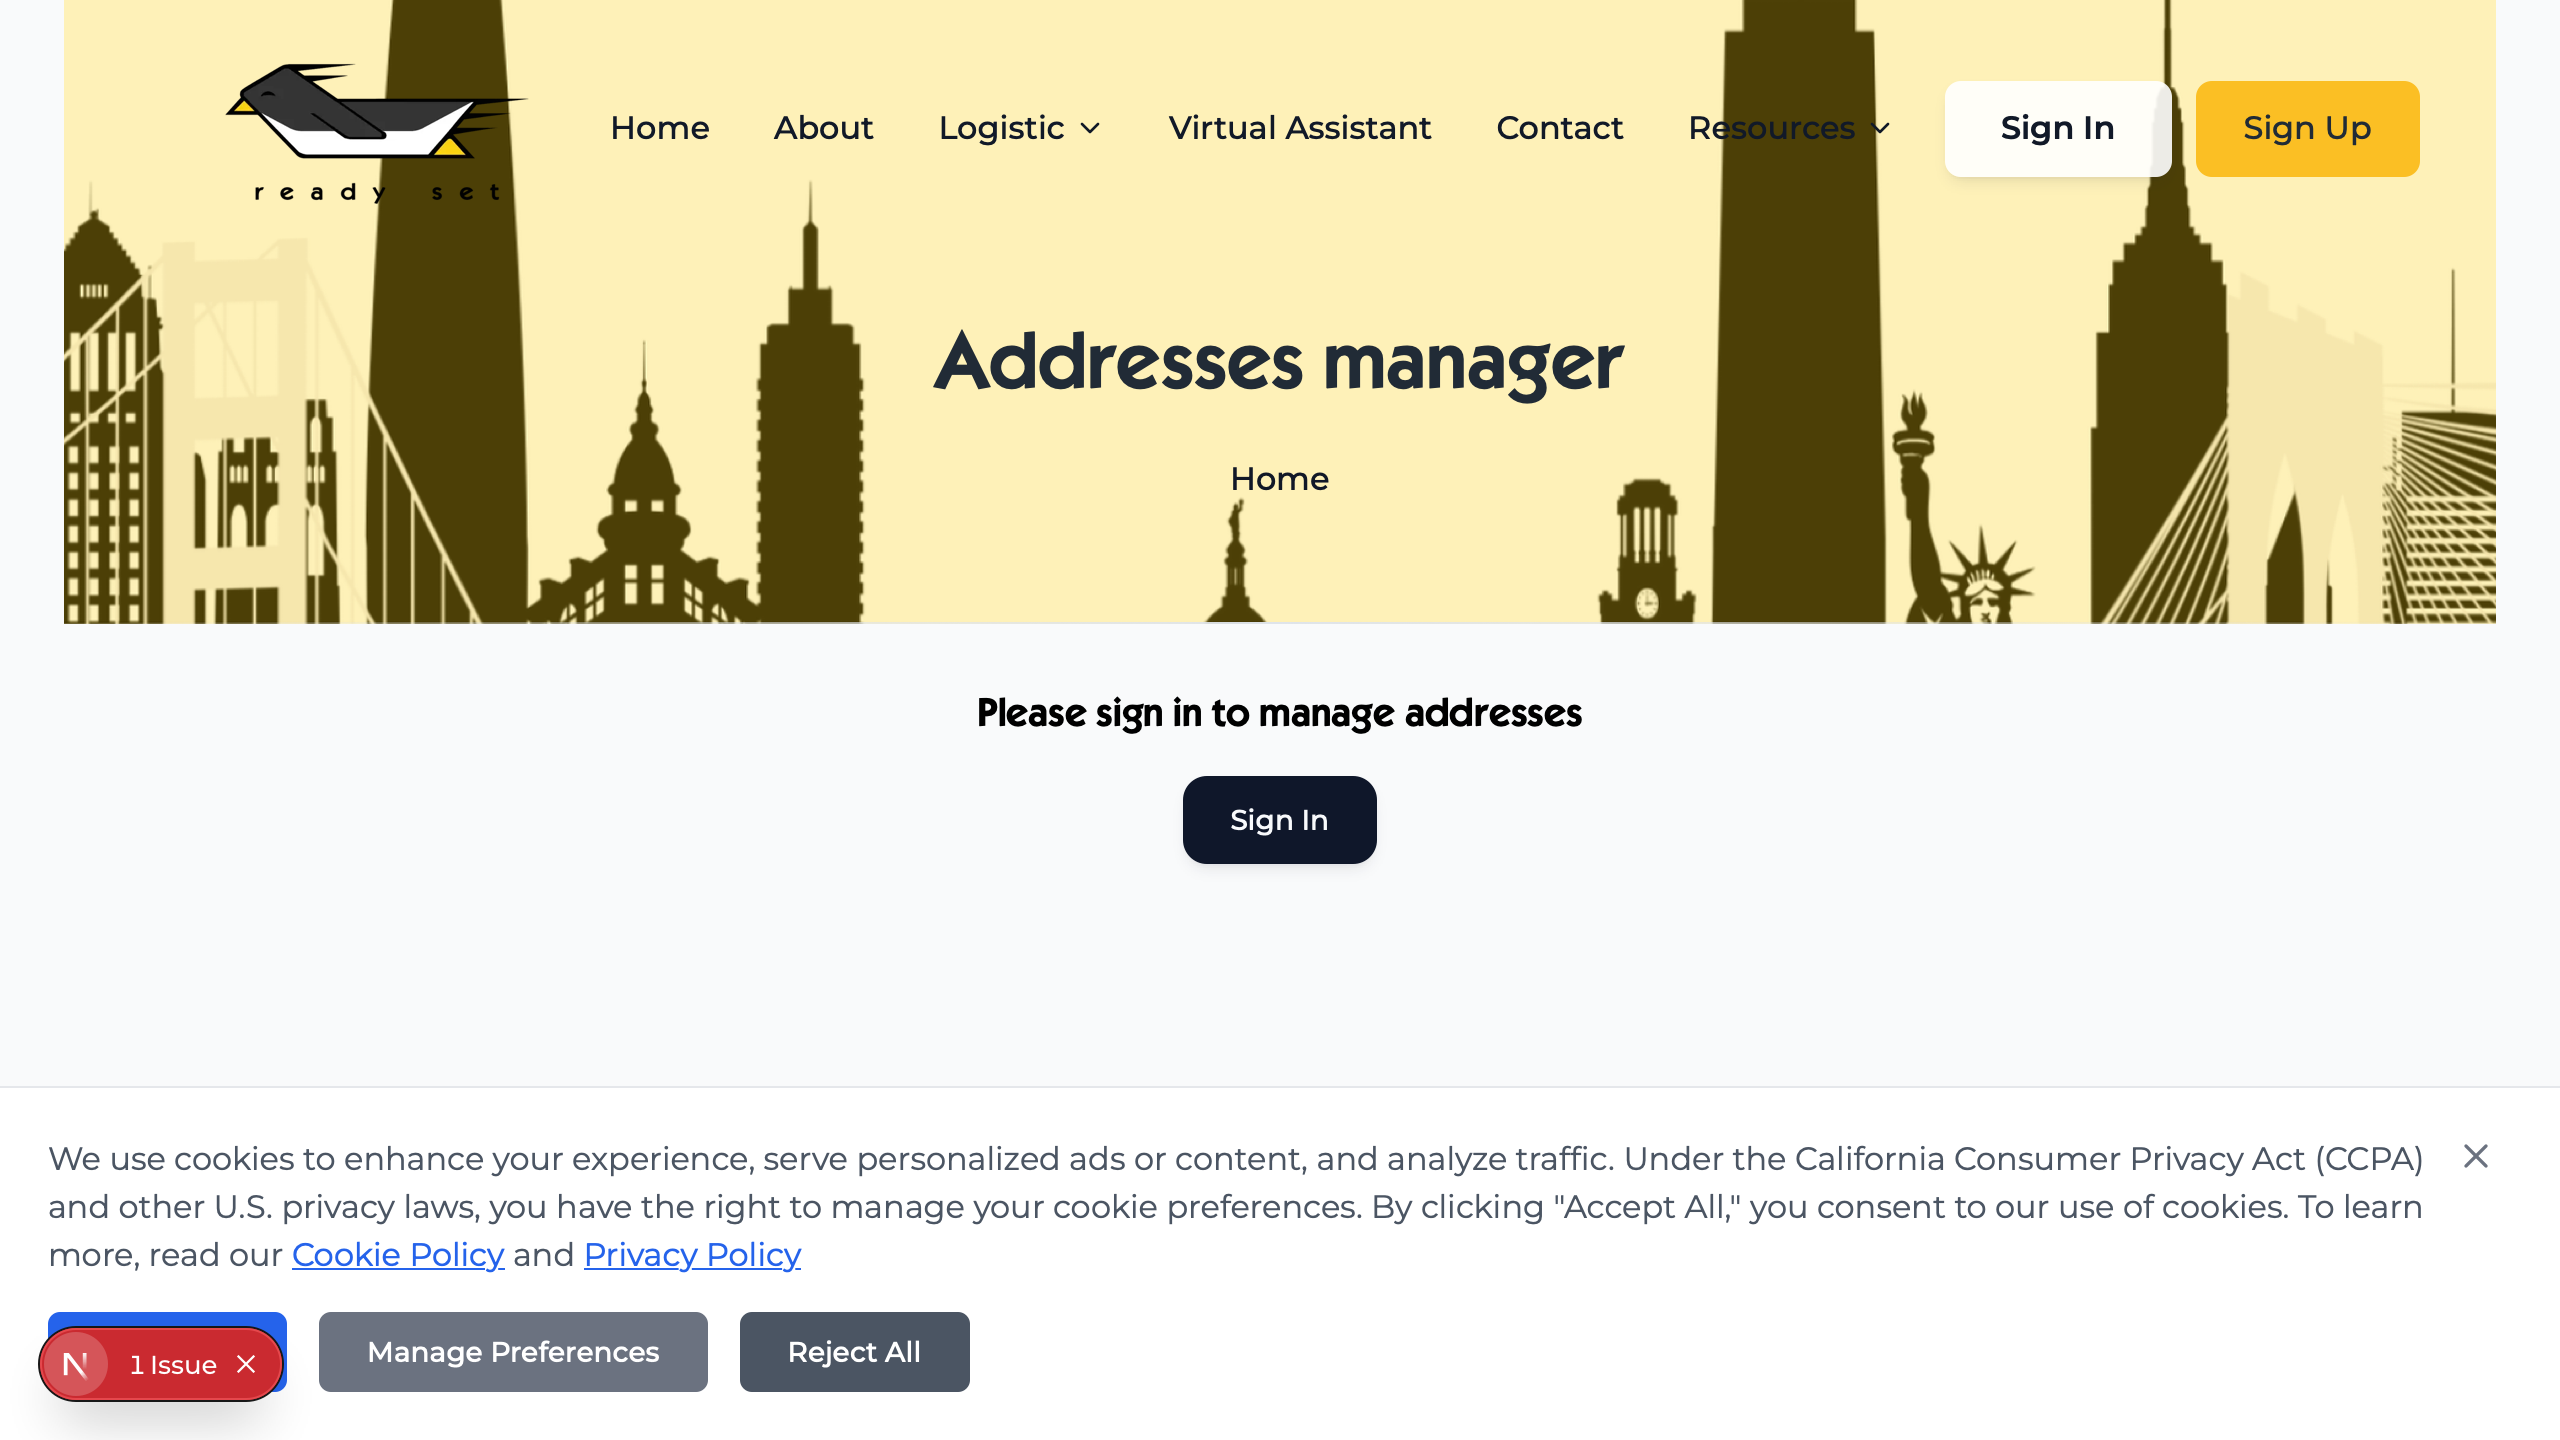 Home About Logistic Virtual Assistant Contact Resources Sign In Sign Up
ready set
Addresses manager
Home
Please sign in to manage addresses
Sign In
We use cookies to enhance your experience, serve personalized ads or content, and analyze traffic. Under the California Consumer Privacy Act (CCPA)
and other U.S. privacy laws, you have the right to manage your cookie preferences. By clicking "Accept All," you consent to our use of cookies. To learn
more, read our Cookie Policy and Privacy Policy
N 1 Issue
Manage Preferences
Reject All